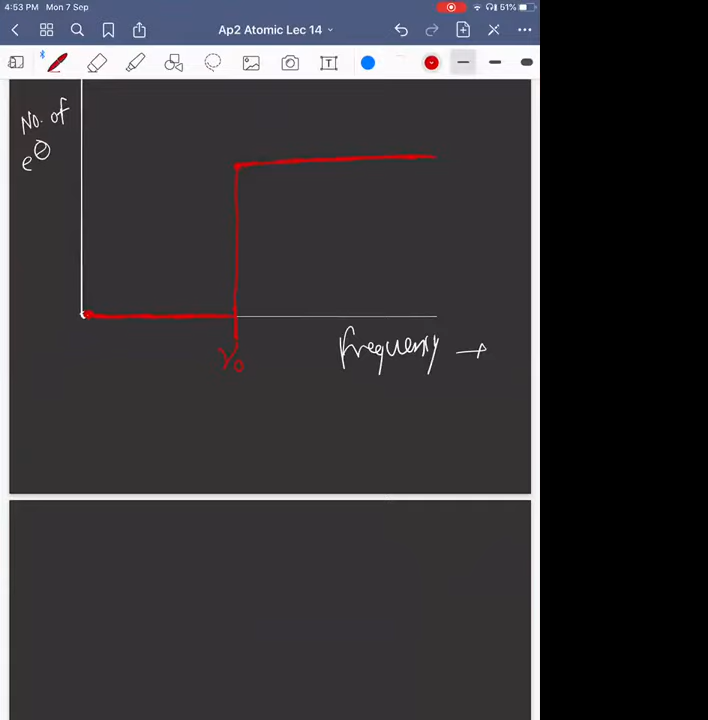 4:53 PM Mon 7 Sep
51%
Ap2 Atomic Lec 14
T
No. of
e⊖
frequency →
ν₀